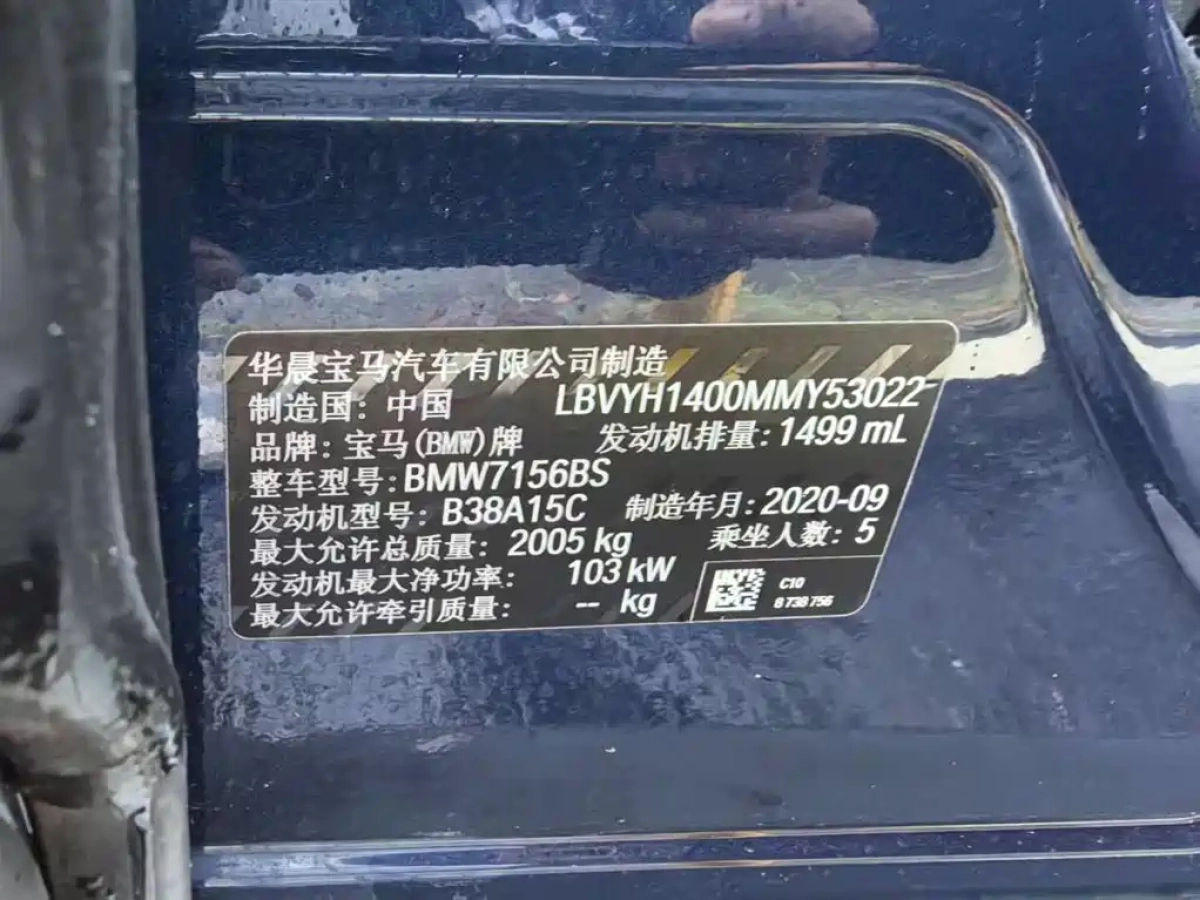 华晨宝马汽车有限公司制造
制造国：中国 LBVYH1400MMY53022
品牌：宝马(BMW)牌 发动机排量：1499 mL
整车型号：BMW7156BS
发动机型号：B38A15C 制造年月：2020-09
最大允许总质量：2005 kg 乘坐人数：5
发动机最大净功率：103 kW
最大允许牵引质量：-- kg
C10
8 738 756